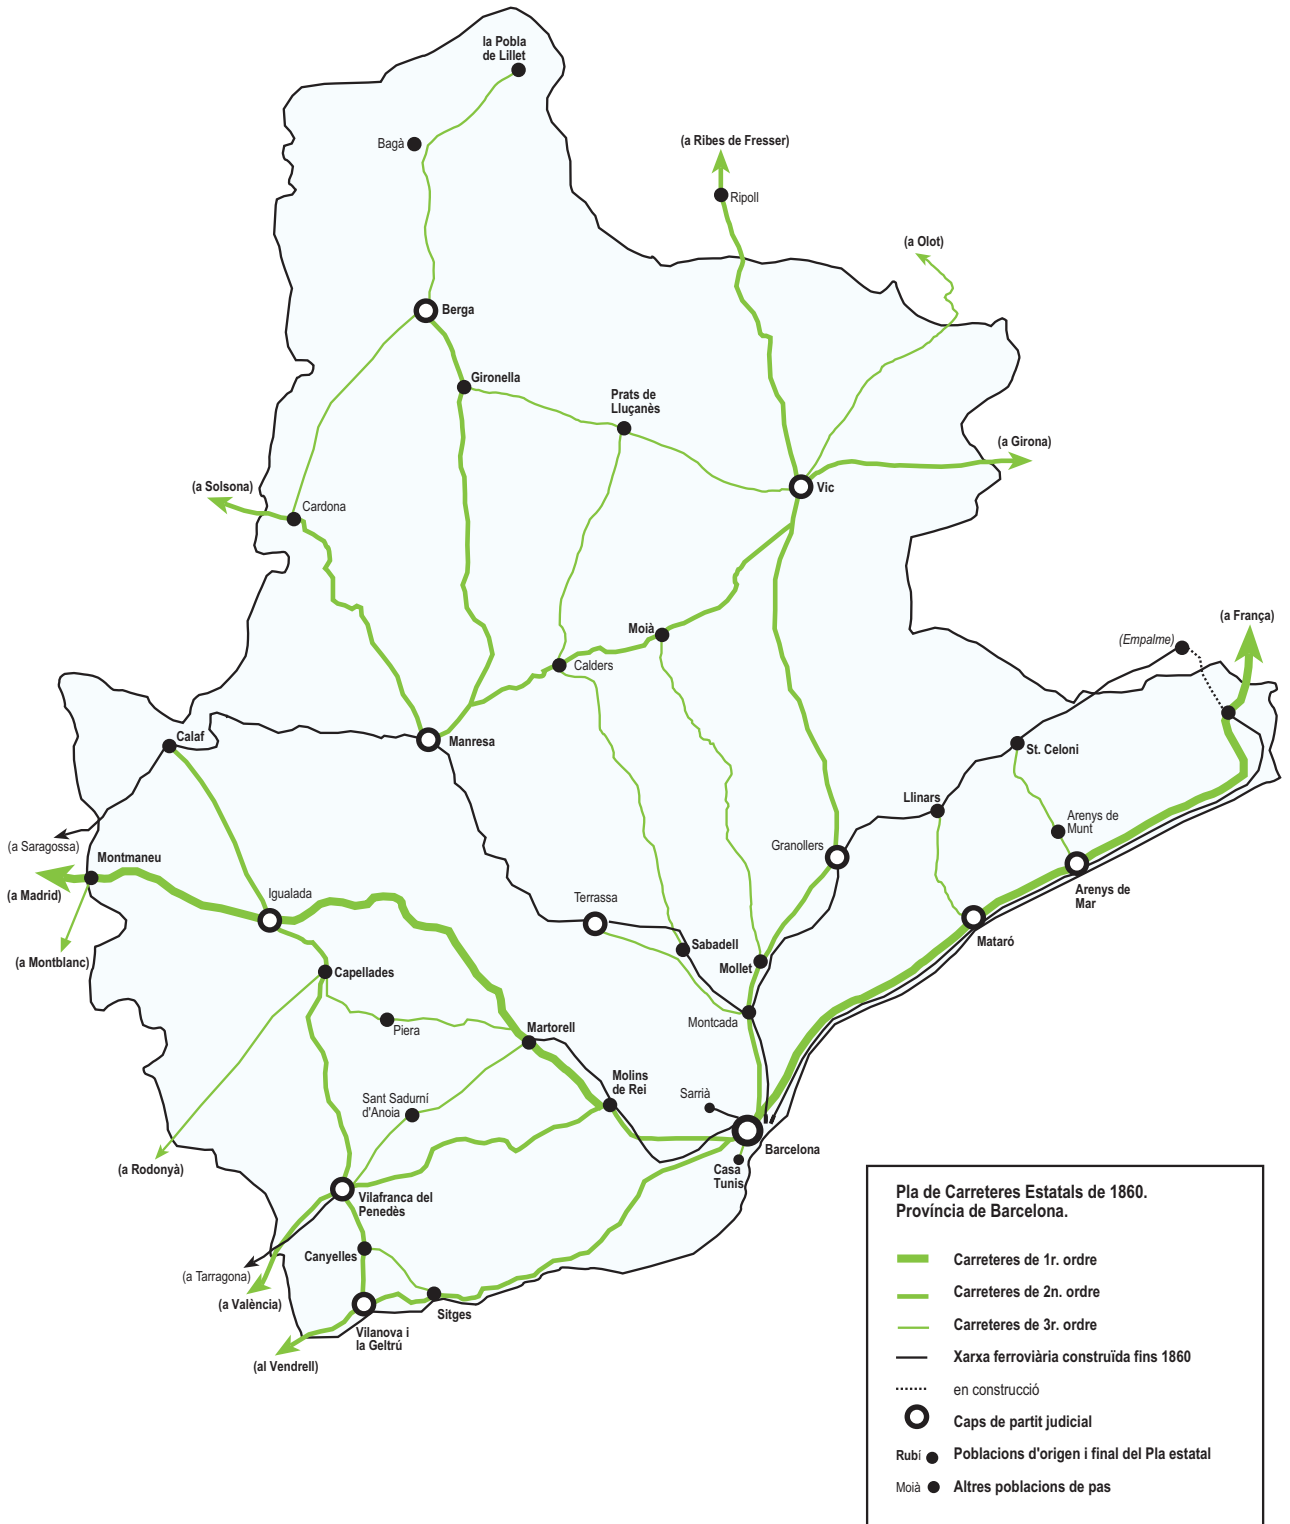 la Pobla
de Lillet
Bagà
(a Ribes de Fresser)
Ripoll
(a Olot)
Berga
Gironella
Prats de
Lluçanès
(a Girona)
Vic
(a Solsona)
Cardona
Moià
Calders
(a França)
(Empalme)
Calaf
Manresa
St. Celoni
Llinars
Arenys de
Munt
(a Saragossa)
Montmaneu
Granollers
(a Madrid)
Igualada
Terrassa
Arenys de
Mar
Sabadell
Mataró
(a Montblanc)
Capellades
Mollet
Piera
Martorell
Montcada
Molins
de Rei
Sarrià
Sant Sadurní
d'Anoia
Barcelona
(a Rodonyà)
Casa
Tunis
Vilafranca del
Penedès
Canyelles
(a Tarragona)
(a València)
Sitges
Vilanova i
la Geltrú
(al Vendrell)
Pla de Carreteres Estatals de 1860.
Província de Barcelona.
Carreteres de 1r. ordre
Carreteres de 2n. ordre
Carreteres de 3r. ordre
Xarxa ferroviària construïda fins 1860
en construcció
Caps de partit judicial
Rubí Poblacions d'origen i final del Pla estatal
Moià Altres poblacions de pas